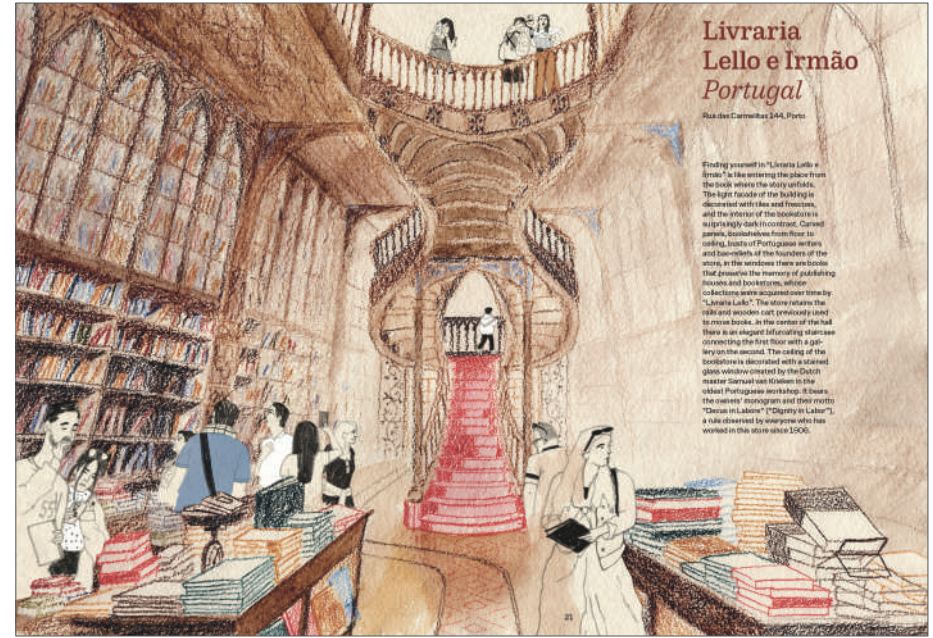 Livraria
Lello e Irmão
Portugal
Rua das Carmelitas 144, Porto
Finding yourself in "Livraria Lello e
Irmão" is like entering the place from
the book where the story unfolds.
The light facade of the building is
decorated with tiles and frescoes,
and the interior of the bookstore is
surprisingly dark in contrast. Carved
panels, bookshelves from floor to
ceiling, busts of Portuguese writers
and bas-reliefs of the founders of the
store, in the windows there are books
that preserve the memory of publishing
houses and bookstores, whose
collections were acquired over time by
"Livraria Lello". The store retains the
rails and wooden cart previously used
to move books. In the center of the hall
there is an elegant bifurcating staircase
connecting the first floor with a gal-
lery on the second. The ceiling of the
bookstore is decorated with a stained
glass window created by the Dutch
master Samuel van Krieken in the
oldest Portuguese workshop. It bears
the owners' monogram and their motto
"Decus in Labore" ("Dignity in Labor"),
a rule observed by everyone who has
worked in this store since 1906.
21